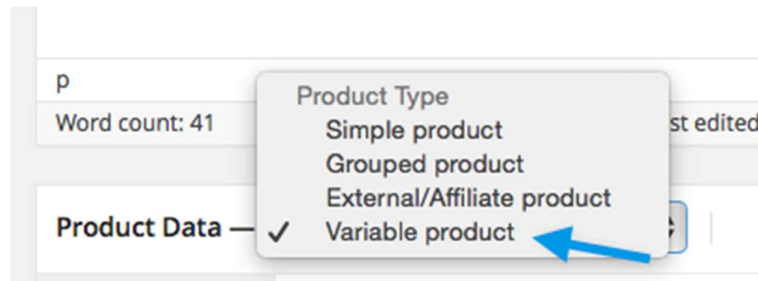 p
Word count: 41
st edited
Product Type
Simple product
Grouped product
External/Affiliate product
Product Data —
✓ Variable product